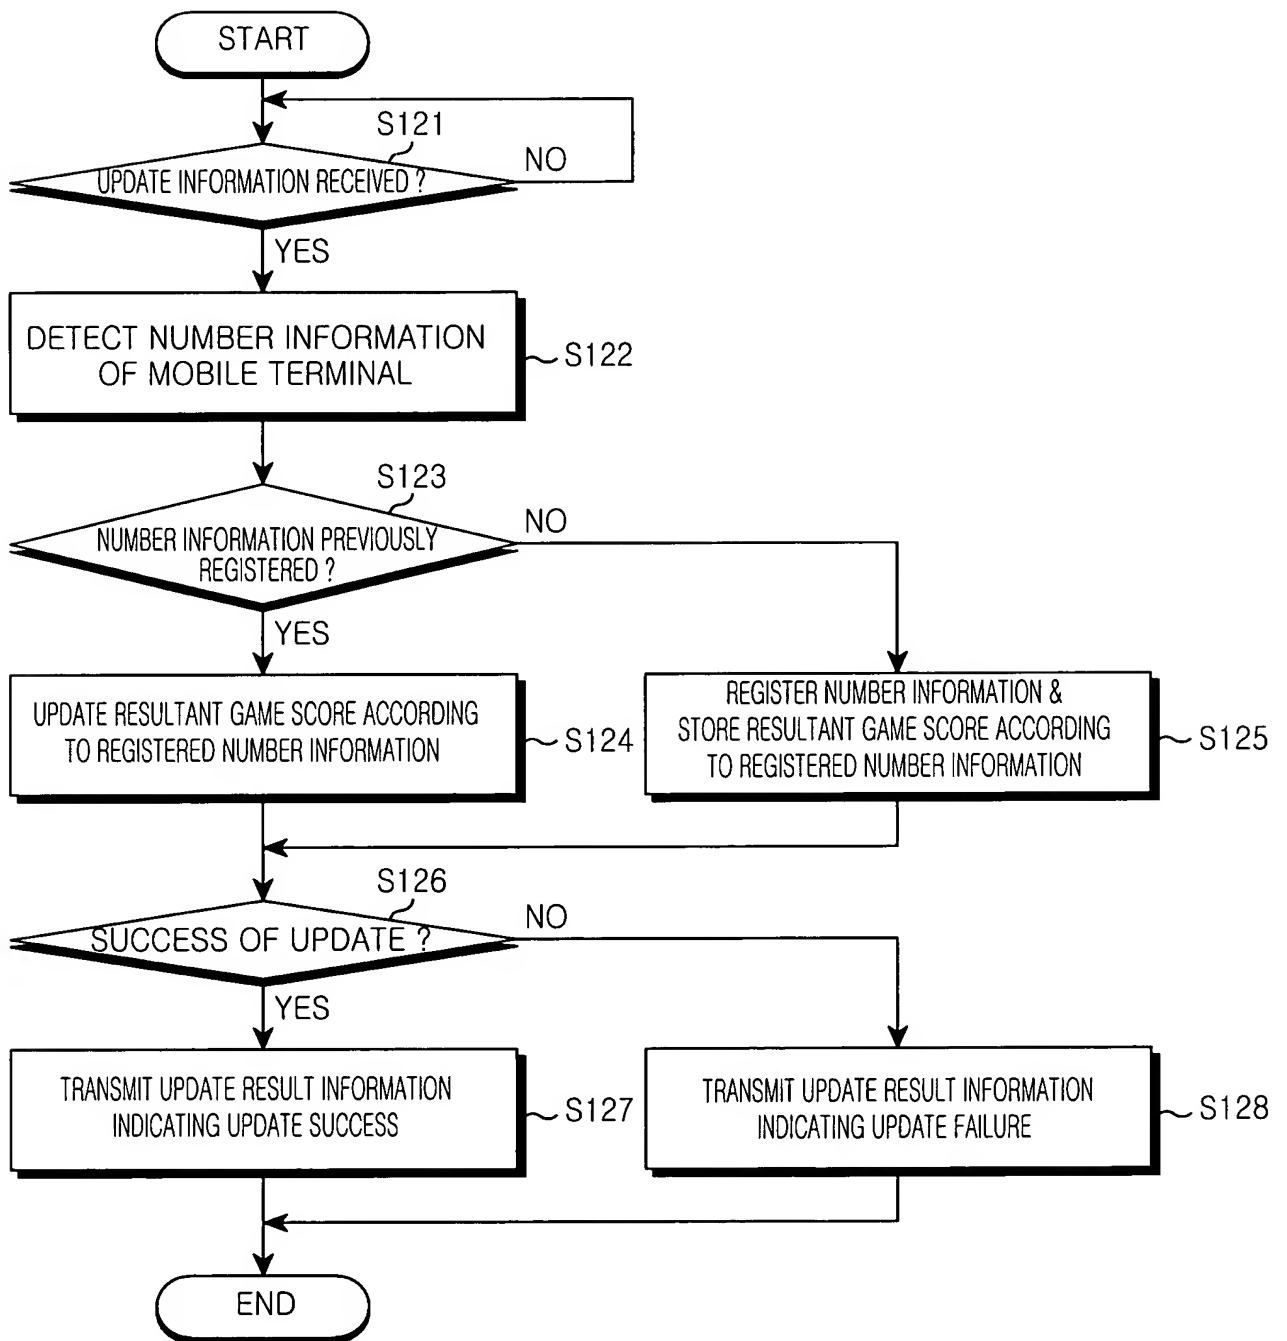 START
S121
UPDATE INFORMATION RECEIVED ?
NO
YES
DETECT NUMBER INFORMATION
OF MOBILE TERMINAL
S122
S123
NUMBER INFORMATION PREVIOUSLY
REGISTERED ?
NO
YES
UPDATE RESULTANT GAME SCORE ACCORDING
TO REGISTERED NUMBER INFORMATION
S124
REGISTER NUMBER INFORMATION &
STORE RESULTANT GAME SCORE ACCORDING
TO REGISTERED NUMBER INFORMATION
S125
S126
SUCCESS OF UPDATE ?
NO
YES
TRANSMIT UPDATE RESULT INFORMATION
INDICATING UPDATE SUCCESS
S127
TRANSMIT UPDATE RESULT INFORMATION
INDICATING UPDATE FAILURE
S128
END